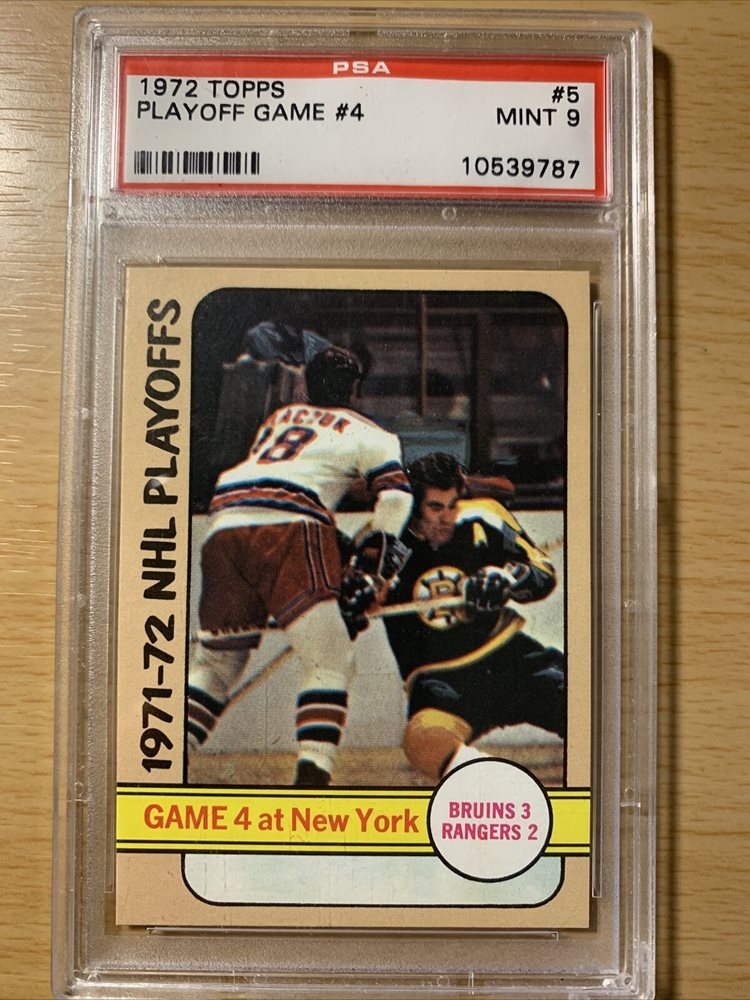 PSA
1972 TOPPS #5
PLAYOFF GAME #4 MINT 9
10539787
1971-72 NHL PLAYOFFS
18
B
GAME 4 at New York
BRUINS 3
RANGERS 2